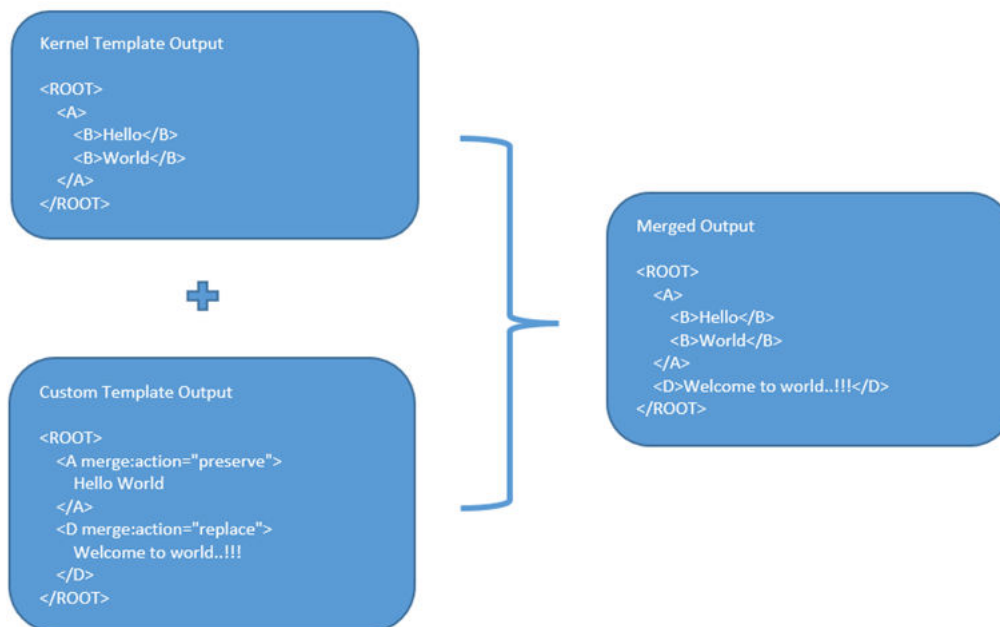 Kernel Template Output
<ROOT>
<A>
<B>Hello</B>
<B>World</B>
</A>
</ROOT>
Custom Template Output
<ROOT>
<A merge:action="preserve">
Hello World
</A>
<D merge:action="replace">
Welcome to world..!!!
</D>
</ROOT>
Merged Output
<ROOT>
<A>
<B>Hello</B>
<B>World</B>
</A>
<D>Welcome to world..!!!</D>
</ROOT>